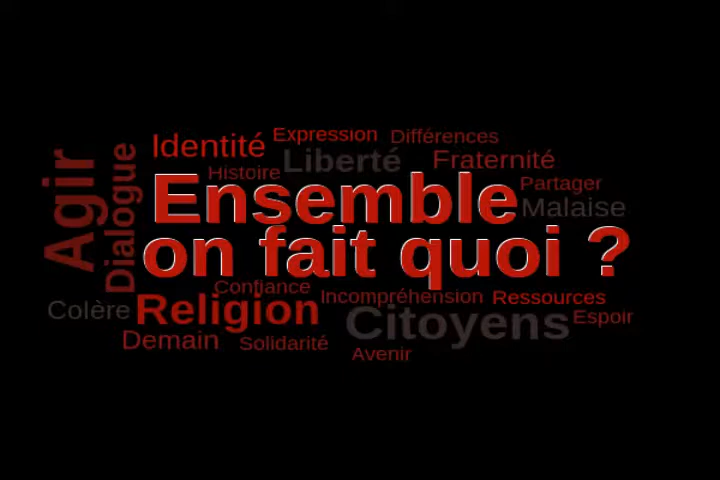 Expression
Différences
Identité
Liberté
Fraternité
Histoire
Partager
Agir
Dialogue
Ensemble
Malaise
on fait quoi ?
Confiance
Incompréhension
Ressources
Colère
Religion
Citoyens
Espoir
Demain
Solidarité
Avenir